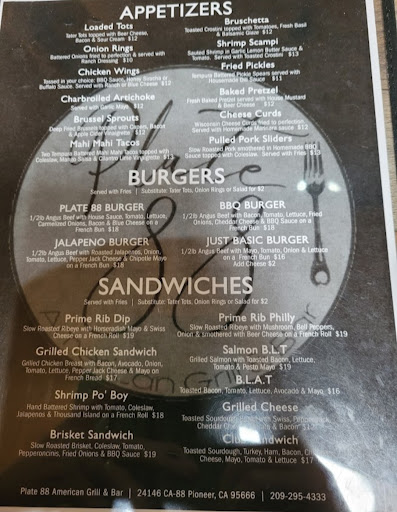 APPETIZERS
Loaded Tots
Tater Tots topped with Beer Cheese,
Bacon & Sour Cream $12
Onion Rings
Battered Onions fried to perfection & served with
Ranch Dressing $10
Chicken Wings
Tossed in your choice: BBQ Sauce, Honey Sriracha or
Buffalo Sauce. Served with Ranch or Blue Cheese $12
Charbroiled Artichoke
Served with Garlic Mayo $12
Brussel Sprouts
Deep Fried Brussels topped with Capers, Bacon
& Apple Cider Vinaigrette $12
Mahi Mahi Tacos
Two Tempura Battered Mahi Mahi Tacos topped with
Coleslaw, Mango Salsa & Cilantro Lime Vinaigrette $13
Bruschetta
Toasted Crostini topped with Tomatoes, Fresh Basil
& Balsamic Glaze $12
Shrimp Scampi
Sautéd Shrimp in Garlic Lemon Butter Sauce &
Tomato. Served with Toasted Crostini $13
Fried Pickles
Tempura Battered Pickle Spears served with
Homemade Sauce $11
Baked Pretzel
Fresh Baked Pretzel served with House Mustard
& Beer Cheese $12
Cheese Curds
Wisconsin Cheese Curds fried to perfection
Served with Homemade Marinara sauce $12
Pulled Pork Sliders
Slow Roasted Pork smothered in Homemade BBQ
Sauce topped with Crossies Served with Fries $13
BURGERS
Served with Fries | Substitute: Tater Tots, Onion Rings or Salad for $2
PLATE 88 BURGER
1/2lb Angus Beef with House Sauce, Tomato, Lettuce,
Carmelized Onions, Bacon & Blue Cheese on a
French Bun $18
JALAPENO BURGER
1/2lb Angus Beef with Roasted Jalapenos, Onion,
Tomato, Lettuce, Pepper Jack Cheese & Chipotle Mayo
on a French Bun $18
BBQ BURGER
1/2lb Angus Beef with Bacon, Tomato, Lettuce, Fried
Onions, Cheddar Cheese & BBQ Sauce on a
French Bun $18
JUST BASIC BURGER
1/2lb Angus Beef with Mayo, Tomato, Onion & Lettuce
on a French Bun $16
Add Cheese $2
SANDWICHES
Served with Fries | Substitute: Tater Tots, Onion Rings or Salad for $2
Prime Rib Dip
Slow Roasted Ribeye with Horseradish Mayo & Swiss
Cheese on a French Roll $19
Grilled Chicken Sandwich
Grilled Chicken Breast with Bacon, Avocado, Onion,
Tomato, Lettuce, Pepper Jack Cheese & Mayo on
French Bread $17
Shrimp Po' Boy
Hand Battered Shrimp with Tomato, Coleslaw,
Jalapenos & Thousand Island on a French Roll $18
Brisket Sandwich
Slow Roasted Brisket, Coleslaw, Tomato,
Pepperoncinis, Fried Onions & BBQ Sauce $19
Prime Rib Philly
Slow Roasted Ribeye with Mushroom, Bell Peppers,
Onion & smothered with Beer Cheese on a French Roll $19
Salmon B.L.T
Grilled Salmon with Toasted Bacon, Lettuce,
Tomato & Pesto Mayo $19
B.L.A.T
Toasted Bacon, Tomato, Lettuce, Avocado & Mayo $16
Grilled Cheese
Toasted Sourdough, with Swiss,
Cheddar Cheese & Bacon
Club Sandwich
Toasted Sourdough, Turkey, Ham, Bacon,
Cheese, Mayo, Tomato & Lettuce $17
Plate 88 American Grill & Bar | 24146 CA-88 Pioneer, CA 95666 | 209-295-4333